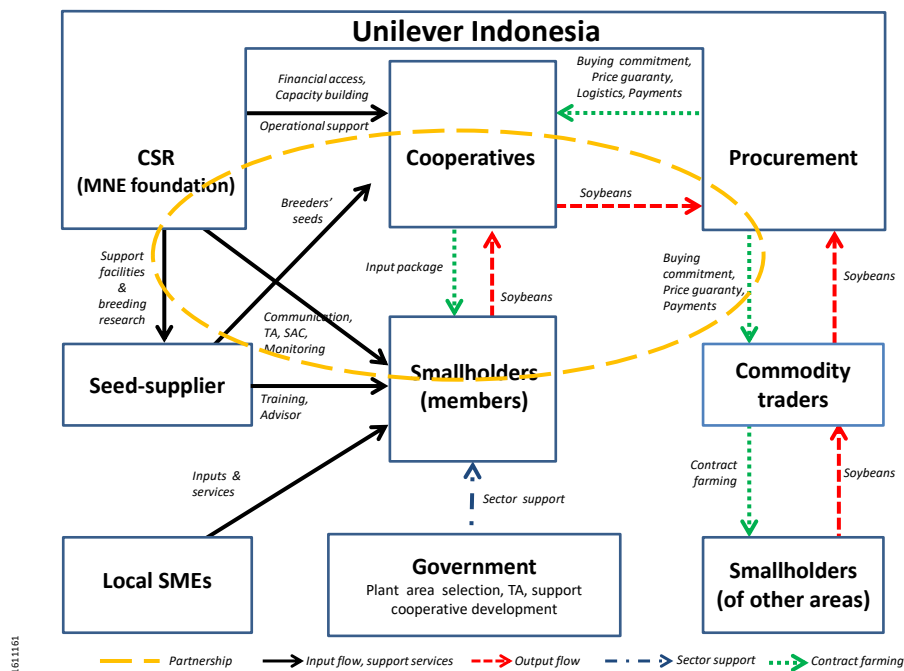 Unilever Indonesia
Financial access,
Capacity building
Operational support
Buying commitment,
Price guaranty,
Logistics, Payments
CSR
(MNE foundation)
Cooperatives
Procurement
Breeders’
seeds
Soybeans
Support
facilities
&
breeding
research
Input package
Soybeans
Buying
commitment,
Price guaranty,
Payments
Soybeans
Communication,
TA, SAC,
Monitoring
Seed-supplier
Smallholders
(members)
Commodity
traders
Training,
Advisor
Inputs &
services
Sector support
Contract
farming
Soybeans
Local SMEs
Government
Plant area selection, TA, support
cooperative development
Smallholders
(of other areas)
1611161
Partnership
Input flow, support services
Output flow
Sector support
Contract farming